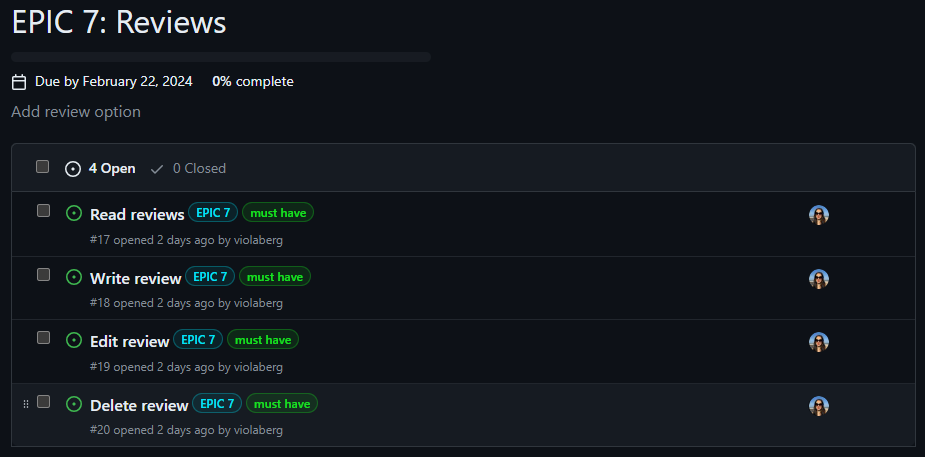 EPIC 7: Reviews
Due by February 22, 2024 0% complete
Add review option
4 Open 0 Closed
Read reviews EPIC 7 must have
#17 opened 2 days ago by violaberg
Write review EPIC 7 must have
#18 opened 2 days ago by violaberg
Edit review EPIC 7 must have
#19 opened 2 days ago by violaberg
Delete review EPIC 7 must have
#20 opened 2 days ago by violaberg